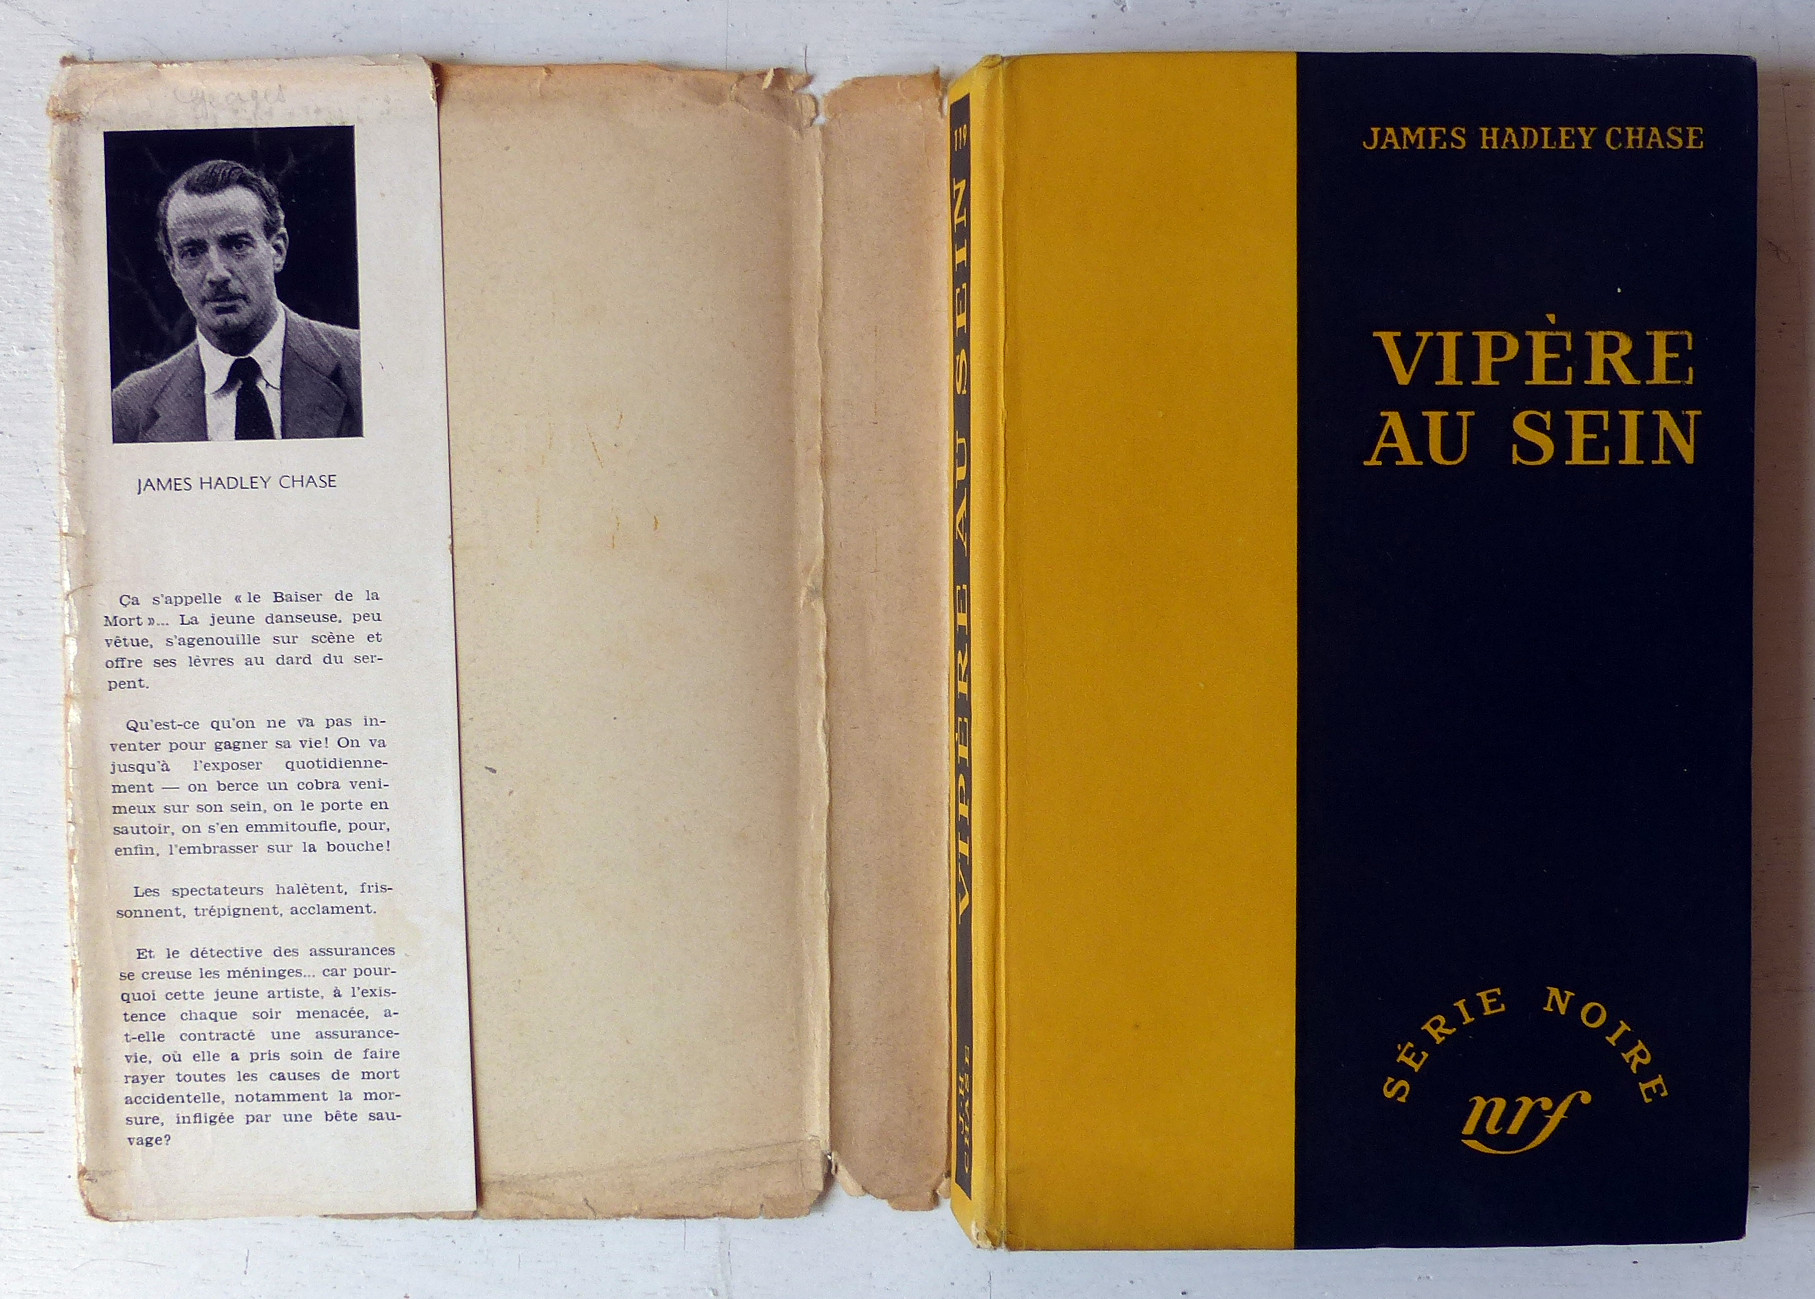 JAMES HADLEY CHASE
Ça s'appelle « le Baiser de la
Mort »... La jeune danseuse, peu
vêtue, s'agenouille sur scène et
offre ses lèvres au dard du ser-
pent.
Qu'est-ce qu'on ne va pas in-
venter pour gagner sa vie! On va
jusqu'à l'exposer quotidienne-
ment — on berce un cobra veni-
meux sur son sein, on le porte en
sautoir, on s'en emmitoufle, pour,
enfin, l'embrasser sur la bouche!
Les spectateurs halètent, fris-
sonnent, trépignent, acclament.
Et le détective des assurances
se creuse les méninges... car pour-
quoi cette jeune artiste, à l'exis-
tence chaque soir menacée, a-
t-elle contracté une assurance-
vie, où elle a pris soin de faire
rayer toutes les causes de mort
accidentelle, notamment la mor-
sure, infligée par une bête sau-
vage?
119
VIPÈRE AU SEIN
J.H.
CHASE
JAMES HADLEY CHASE
VIPÈRE
AU SEIN
SÉRIE NOIRE
nrf